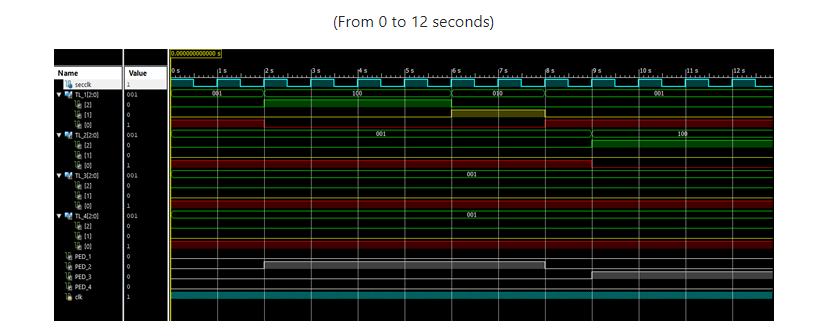 (From 0 to 12 seconds)
0.000000000000 s
Name Value 0 s 1 s 2 s 3 s 4 s 5 s 6 s 7 s 8 s 9 s 10 s 11 s 12 s
secclk 1
TL_1[2:0] 001 001 100 010 001
[2] 0
[1] 0
[0] 1
TL_2[2:0] 001 001 100
[2] 0
[1] 0
[0] 1
TL_3[2:0] 001 001
[2] 0
[1] 0
[0] 1
TL_4[2:0] 001 001
[2] 0
[1] 0
[0] 1
PED_1 0
PED_2 0
PED_3 0
PED_4 0
clk 1